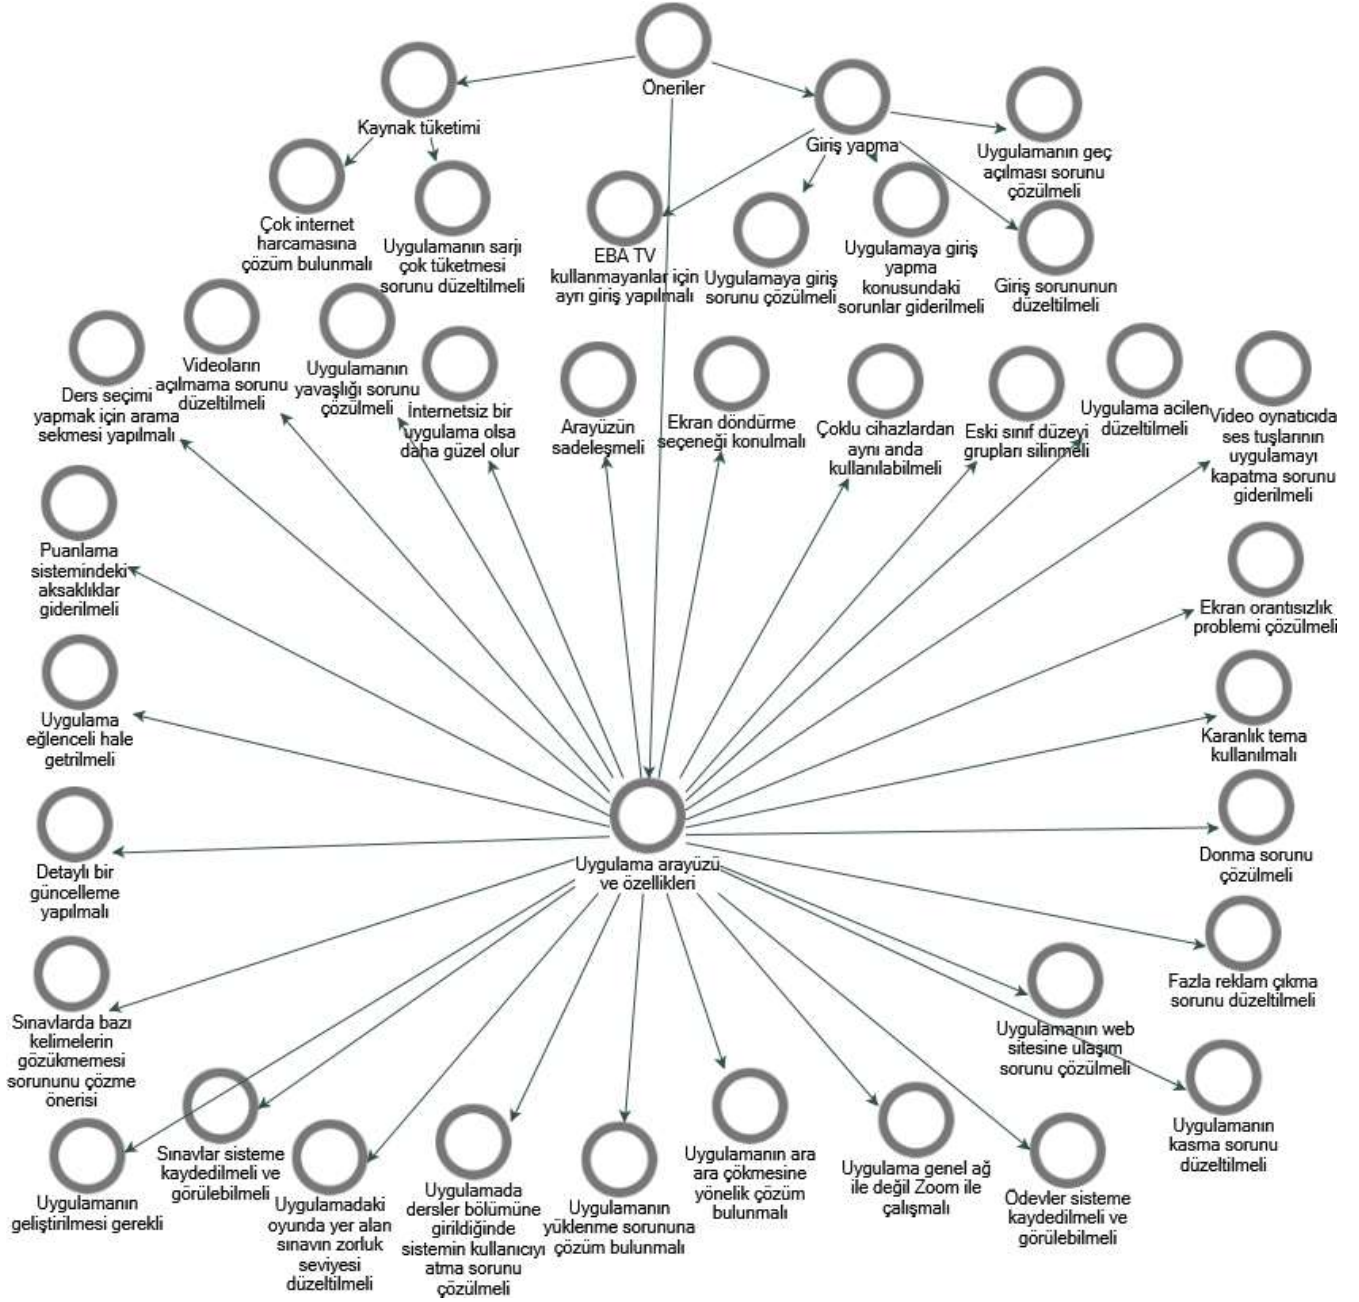 Öneriler
Kaynak tüketimi
Giriş yapma
Uygulamanın geç
açılması sorunu
çözülmeli
Çok internet
harcamasına
çözüm bulunmalı
Uygulamanın sarjı
çok tüketmesi
sorunu düzeltilmeli
EBA TV
kullanmayanlar için
ayrı giriş yapılmalı
Uygulamaya giriş
sorunu çözülmeli
Uygulamaya giriş
yapma
konusundaki
sorunlar giderilmeli
Giriş sorununun
düzeltilmeli
Ders seçimi
yapmak için arama
sekmesi yapılmalı
Videoların
açılmama sorunu
düzeltilmeli
Uygulamanın
yavaşlığı sorunu
çözülmeli
İnternetsiz bir
uygulama olsa
daha güzel olur
Arayüzün
sadeleşmeli
Ekran döndürme
seçeneği konulmalı
Çoklu cihazlardan
aynı anda
kullanılabilmeli
Eski sınıf düzeyi
grupları silinmeli
Uygulama acilen
düzeltilmeli
Video oynatıcıda
ses tuşlarının
uygulamayı
kapatma sorunu
giderilmeli
Puanlama
sistemindeki
aksaklıklar
giderilmeli
Ekran orantısızlık
problemi çözülmeli
Uygulama
eğlenceli hale
getrilmeli
Karanlık tema
kullanılmalı
Detaylı bir
güncelleme
yapılmalı
Uygulama arayüzü
ve özellikleri
Donma sorunu
çözülmeli
Sınavlarda bazı
kelimelerin
gözükmemesi
sorununu çözme
önerisi
Fazla reklam çıkma
sorunu düzeltilmeli
Uygulamanın web
sitesine ulaşım
sorunu çözülmeli
Uygulamanın
kasma sorunu
düzeltilmeli
Uygulamanın
geliştirilmesi gerekli
Sınavlar sisteme
kaydedilmeli ve
görülebilmeli
Uygulamadaki
oyunda yer alan
sınavın zorluk
seviyesi
düzeltilmeli
Uygulamada
dersler bölümüne
girildiğinde
sistemin kullanıcıyı
atma sorunu
çözülmeli
Uygulamanın
yüklenme sorununa
çözüm bulunmalı
Uygulamanın ara
ara çökmesine
yönelik çözüm
bulunmalı
Uygulama genel ağ
ile değil Zoom ile
çalışmalı
Ödevler sisteme
kaydedilmeli ve
görülebilmeli